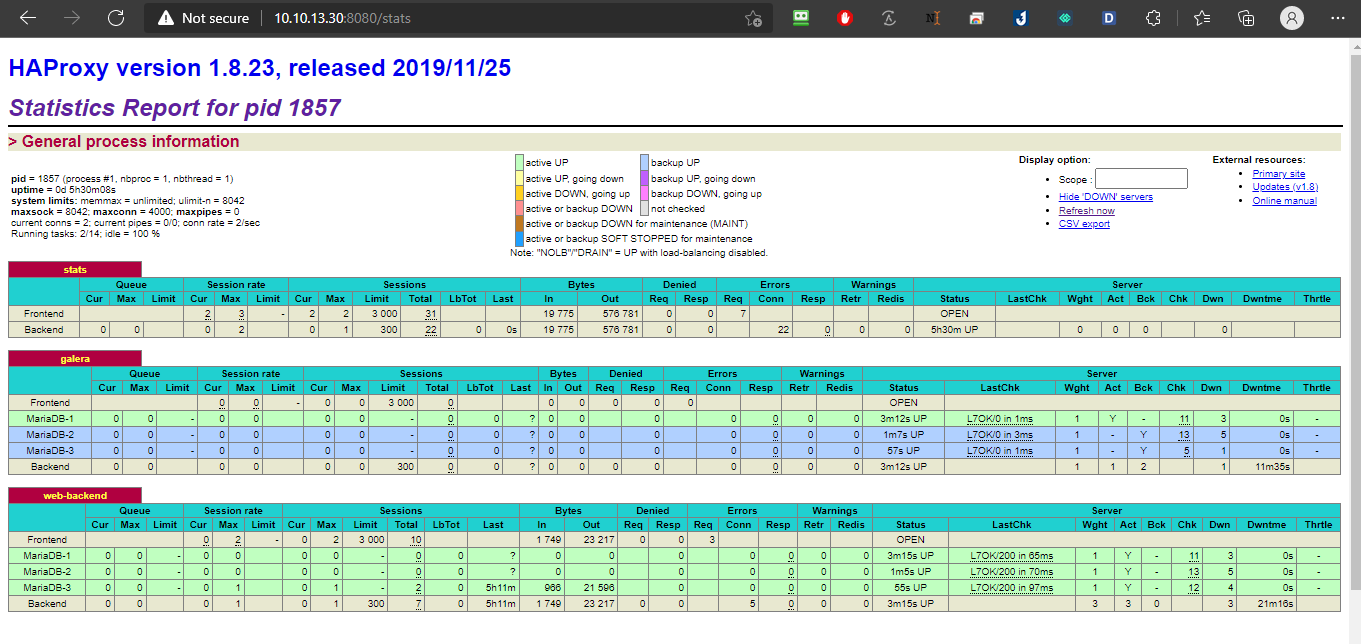 Not secure | 10.10.13.30:8080/stats
HAProxy version 1.8.23, released 2019/11/25
Statistics Report for pid 1857
> General process information
pid = 1857 (process #1, nbproc = 1, nbthread = 1)
uptime = 0d 5h30m08s
system limits: memmax = unlimited; ulimit-n = 8042
maxsock = 8042; maxconn = 4000; maxpipes = 0
current conns = 2; current pipes = 0/0; conn rate = 2/sec
Running tasks: 2/14; idle = 100 %
active UP backup UP
active UP, going down backup UP, going down
active DOWN, going up backup DOWN, going up
active or backup DOWN not checked
active or backup DOWN for maintenance (MAINT)
active or backup SOFT STOPPED for maintenance
Note: "NOLB"/"DRAIN" = UP with load-balancing disabled.
Display option:
Scope :
Hide 'DOWN' servers
Refresh now
CSV export
External resources:
Primary site
Updates (v1.8)
Online manual
stats
Queue Session rate Sessions Bytes Denied Errors Warnings Server
Cur Max Limit Cur Max Limit Cur Max Limit Total LbTot Last In Out Req Resp Req Conn Resp Retr Redis Status LastChk Wght Act Bck Chk Dwn Dwntme Thrtle
Frontend 2 3 - 2 2 3 000 31 19 775 576 781 0 0 7 OPEN
Backend 0 0 0 2 0 1 300 22 0 0s 19 775 576 781 0 0 22 0 0 0 5h30m UP 0 0 0 0
galera
Queue Session rate Sessions Bytes Denied Errors Warnings Server
Cur Max Limit Cur Max Limit Cur Max Limit Total LbTot Last In Out Req Resp Req Conn Resp Retr Redis Status LastChk Wght Act Bck Chk Dwn Dwntme Thrtle
Frontend 0 0 - 0 0 3 000 0 0 0 0 0 0 OPEN
MariaDB-1 0 0 - 0 0 0 0 - 0 0 ? 0 0 0 0 0 0 0 3m12s UP L7OK/0 in 1ms 1 Y - 11 3 0s -
MariaDB-2 0 0 - 0 0 0 0 - 0 0 ? 0 0 0 0 0 0 0 1m7s UP L7OK/0 in 3ms 1 - Y 13 5 0s -
MariaDB-3 0 0 - 0 0 0 0 - 0 0 ? 0 0 0 0 0 0 0 57s UP L7OK/0 in 1ms 1 - Y 5 1 0s -
Backend 0 0 0 0 0 0 300 0 0 ? 0 0 0 0 0 0 0 0 3m12s UP 1 1 2 1 11m35s
web-backend
Queue Session rate Sessions Bytes Denied Errors Warnings Server
Cur Max Limit Cur Max Limit Cur Max Limit Total LbTot Last In Out Req Resp Req Conn Resp Retr Redis Status LastChk Wght Act Bck Chk Dwn Dwntme Thrtle
Frontend 0 2 - 0 2 3 000 10 1 749 23 217 0 0 3 OPEN
MariaDB-1 0 0 - 0 0 0 0 - 0 0 ? 0 0 0 0 0 0 0 3m15s UP L7OK/200 in 65ms 1 Y - 11 3 0s -
MariaDB-2 0 0 - 0 0 0 0 - 0 0 ? 0 0 0 0 0 0 0 1m5s UP L7OK/200 in 70ms 1 Y - 13 5 0s -
MariaDB-3 0 0 - 0 1 0 1 - 2 0 5h11m 966 21 596 0 0 0 0 0 55s UP L7OK/200 in 97ms 1 Y - 12 4 0s -
Backend 0 0 0 1 0 1 300 7 0 5h11m 1 749 23 217 0 0 5 0 0 0 3m15s UP 3 3 0 3 21m16s